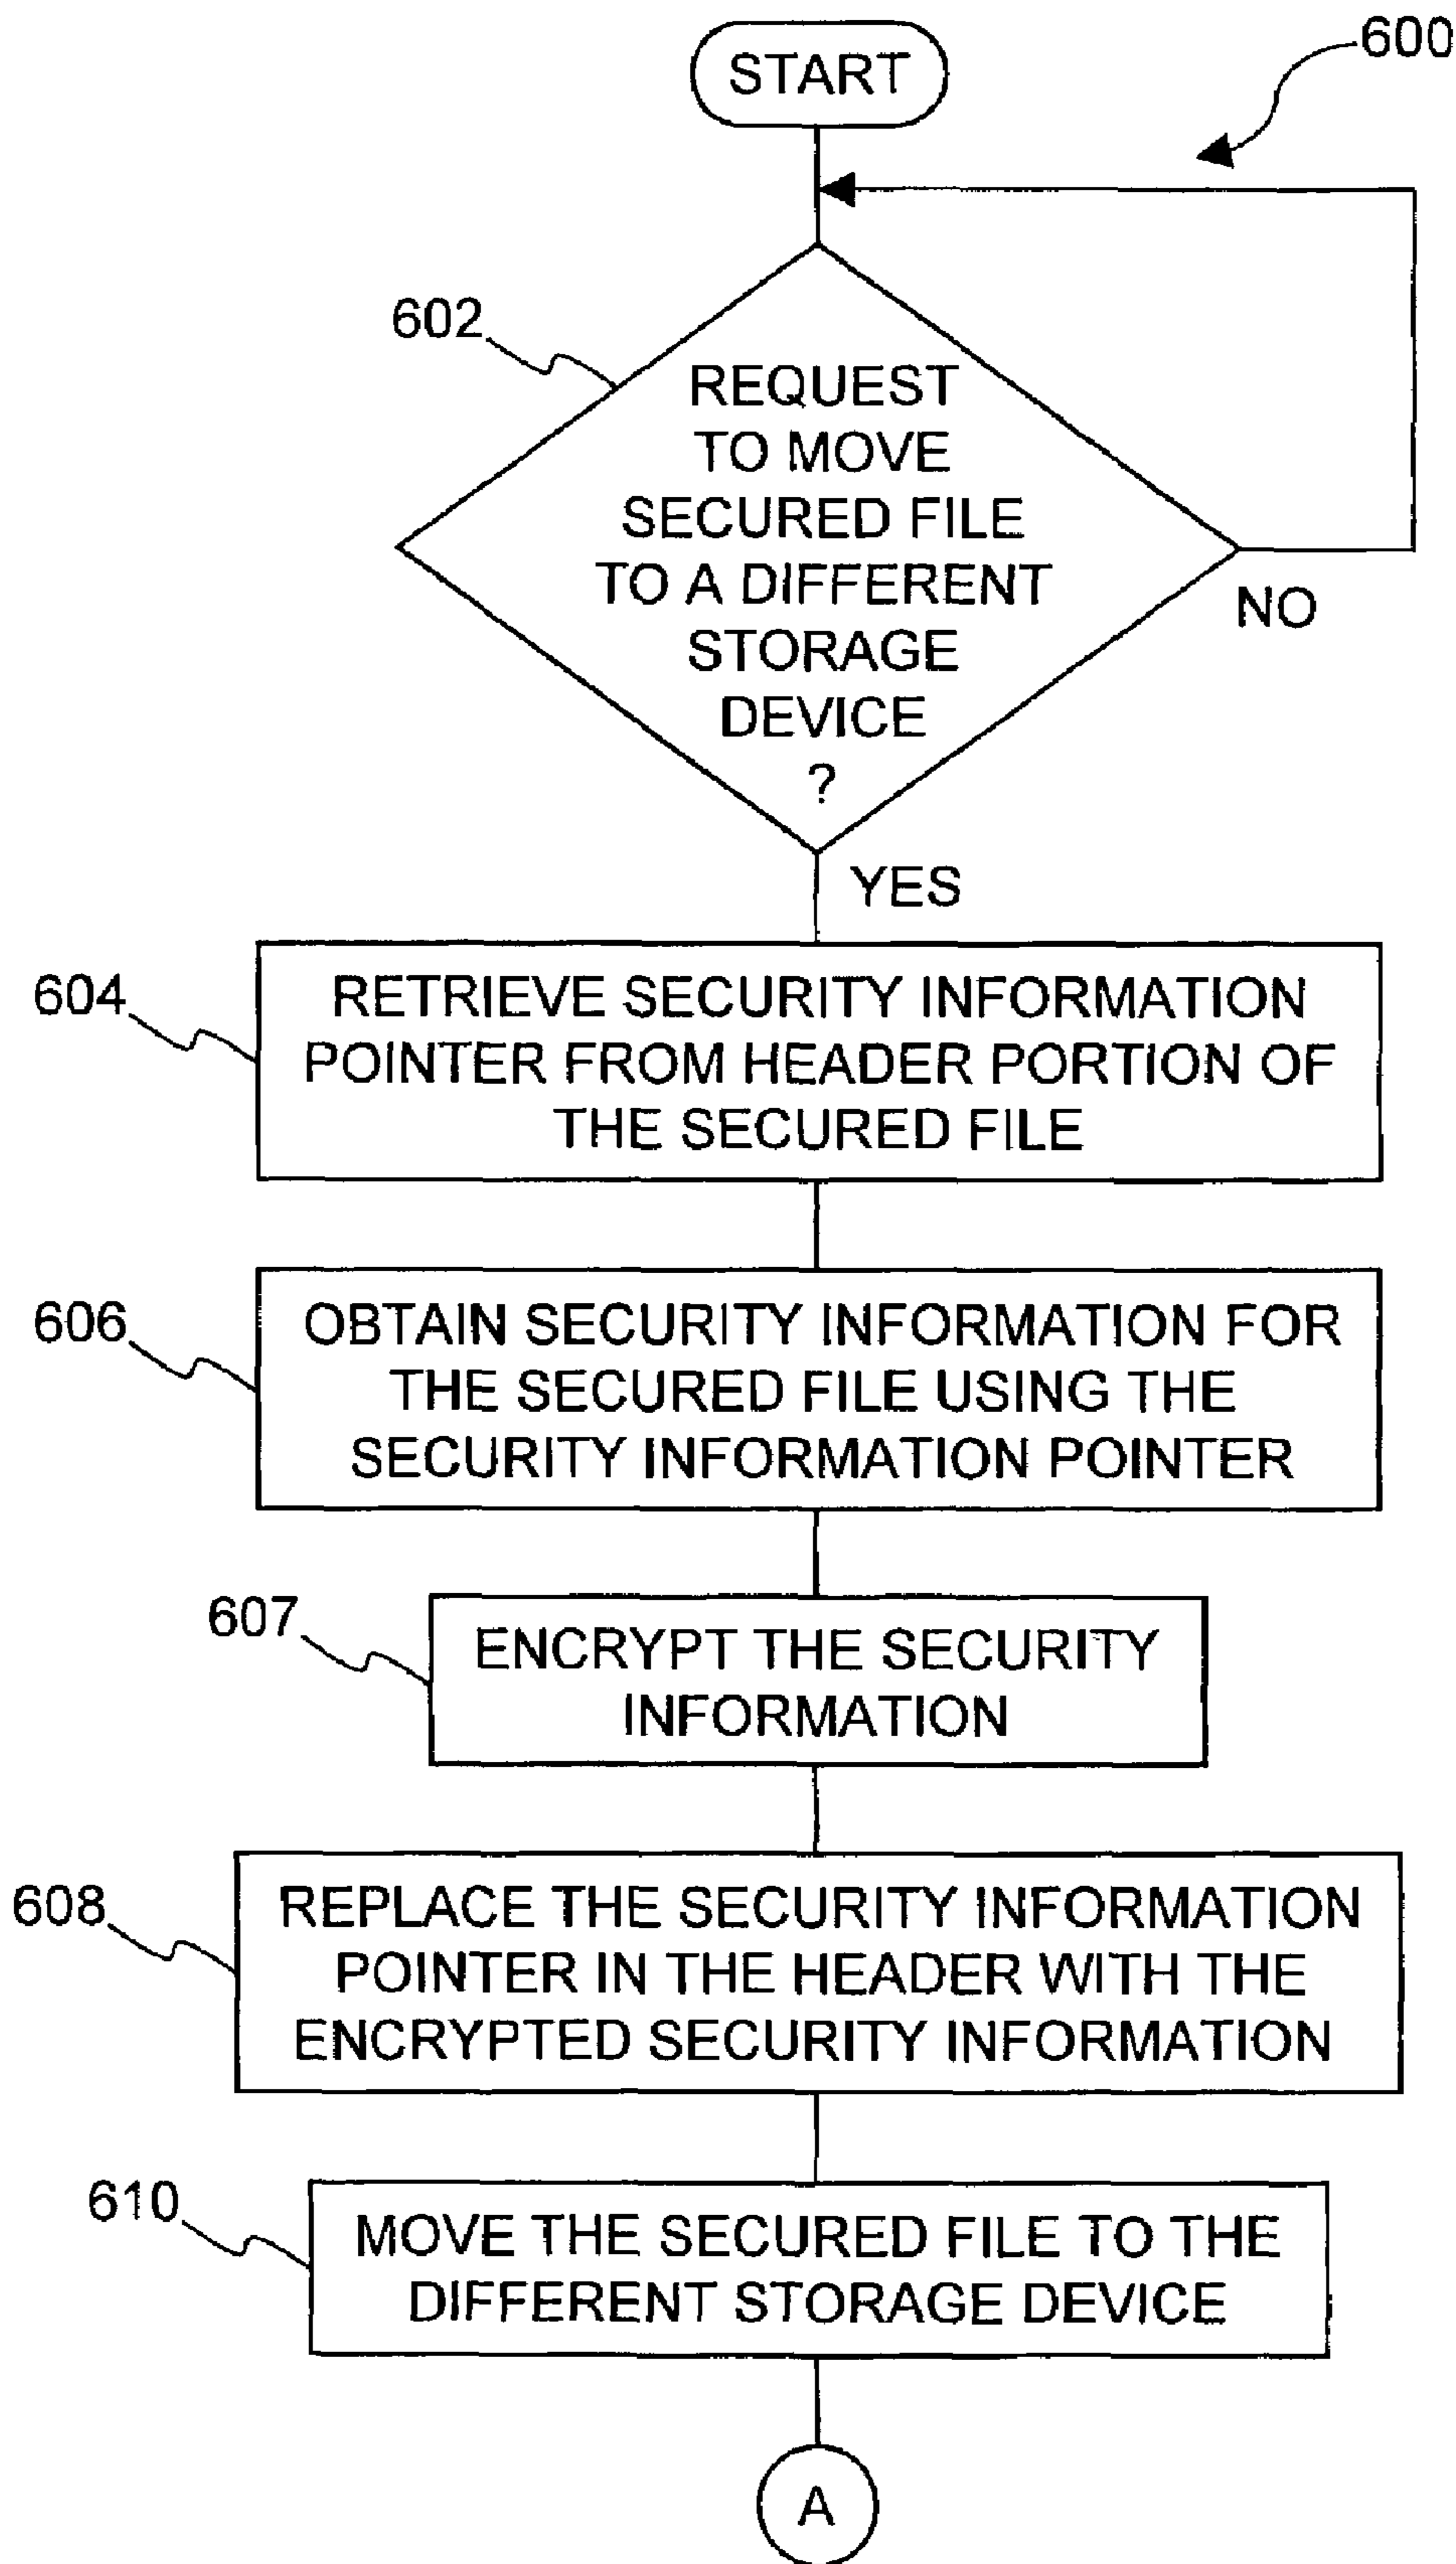 600
START
602
REQUEST
TO MOVE
SECURED FILE
TO A DIFFERENT
STORAGE
DEVICE
?
NO
YES
604
RETRIEVE SECURITY INFORMATION
POINTER FROM HEADER PORTION OF
THE SECURED FILE
606
OBTAIN SECURITY INFORMATION FOR
THE SECURED FILE USING THE
SECURITY INFORMATION POINTER
607
ENCRYPT THE SECURITY
INFORMATION
608
REPLACE THE SECURITY INFORMATION
POINTER IN THE HEADER WITH THE
ENCRYPTED SECURITY INFORMATION
610
MOVE THE SECURED FILE TO THE
DIFFERENT STORAGE DEVICE
A